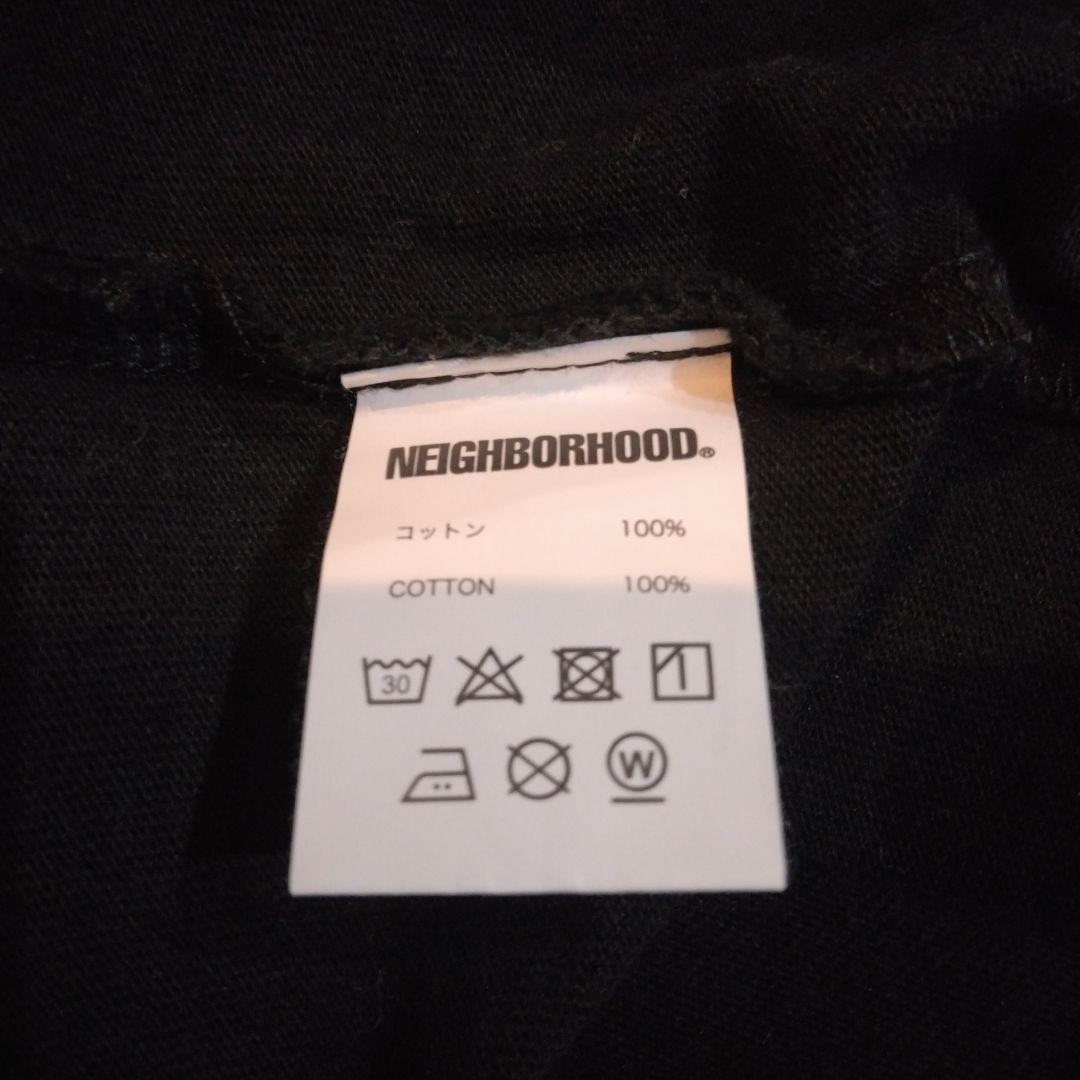 NEIGHBORHOOD®
コットン 100%
COTTON 100%
30
W